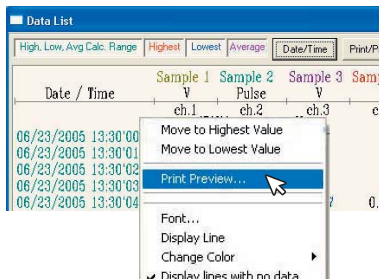 Data List
High, Low, Avg Calc. Range Highest Lowest Average Date/Time Print/P
Sample 1 Sample 2 Sample 3 Sam
Date / Time V Pulse V
ch.1 ch.2 ch.3 c
06/23/2005 13:30'00
06/23/2005 13:30'01
06/23/2005 13:30'02
06/23/2005 13:30'03
06/23/2005 13:30'04 7 0.
Move to Highest Value
Move to Lowest Value
Print Preview...
Font...
Display Line
Change Color
Display lines with no data